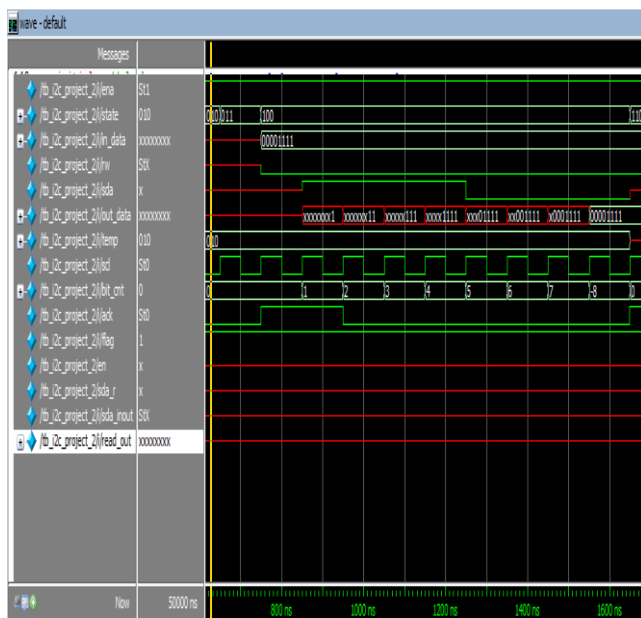 wave - default
Messages
/tb_i2c_project_2/i/ena St1
/tb_i2c_project_2/i/state 010 010 011 100 110
/tb_i2c_project_2/i/in_data xxxxxxxx 00001111
/tb_i2c_project_2/i/rw StX
/tb_i2c_project_2/i/sda x
/tb_i2c_project_2/i/out_data xxxxxxxx xxxxxxx1 xxxxxx11 xxxxx111 xxxx1111 xxx01111 xx001111 x0001111 00001111
/tb_i2c_project_2/i/temp 010 010
/tb_i2c_project_2/i/scl St0
/tb_i2c_project_2/i/bit_cnt 0 0 1 2 3 4 5 6 7 -8 0
/tb_i2c_project_2/i/ack St0
/tb_i2c_project_2/i/flag 1
/tb_i2c_project_2/en x
/tb_i2c_project_2/sda_r x
/tb_i2c_project_2/i/sda_inout StX
/tb_i2c_project_2/i/read_out xxxxxxxx
Now 50000 ns 800 ns 1000 ns 1200 ns 1400 ns 1600 ns